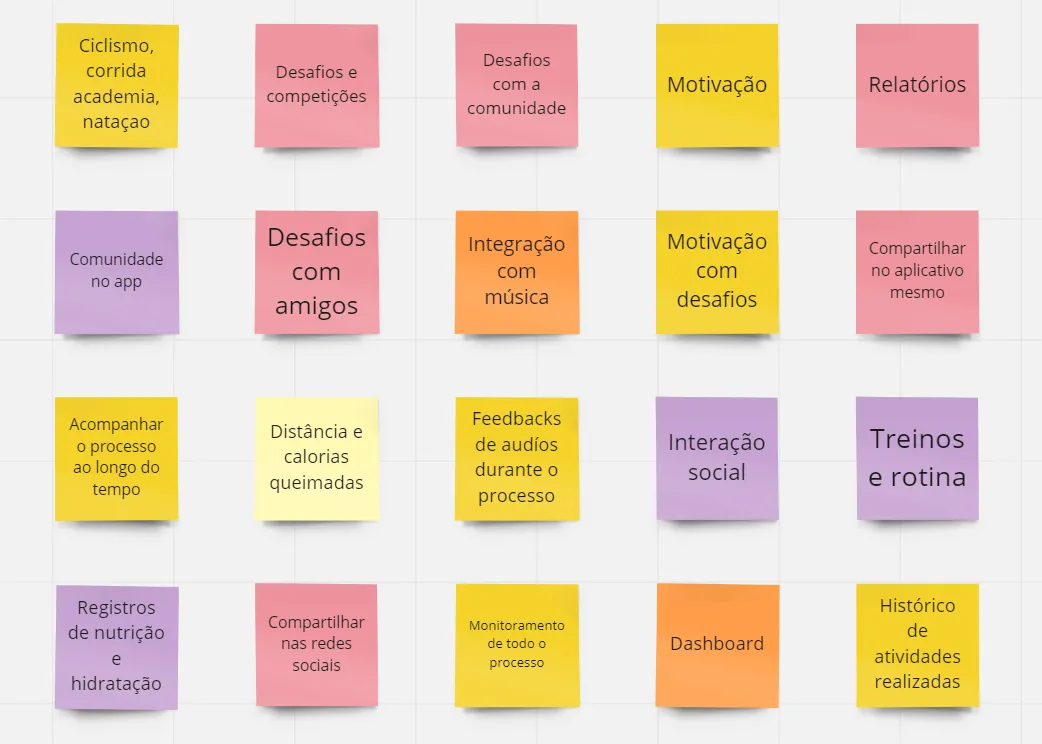 Ciclismo,
corrida
academia,
nataçao
Desafios e
competições
Desafios
com a
comunidade
Motivação
Relatórios
Comunidade
no app
Desafios
com
amigos
Integração
com
música
Motivação
com
desafios
Compartilhar
no aplicativo
mesmo
Acompanhar
o processo
ao longo do
tempo
Distância e
calorias
queimadas
Feedbacks
de audíos
durante o
processo
Interação
social
Treinos
e rotina
Registros
de nutrição
e
hidratação
Compartilhar
nas redes
sociais
Monitoramento
de todo o
processo
Dashboard
Histórico
de
atividades
realizadas